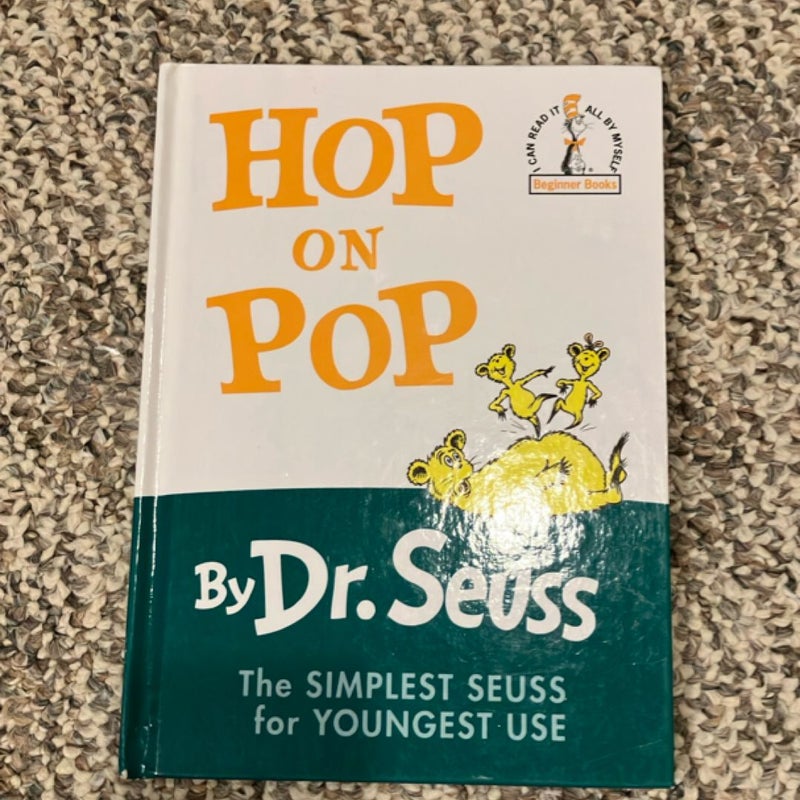 HOP
ON
POP
I CAN READ IT ALL BY MYSELF
Beginner Books
By Dr. Seuss
The SIMPLEST SEUSS
for YOUNGEST USE